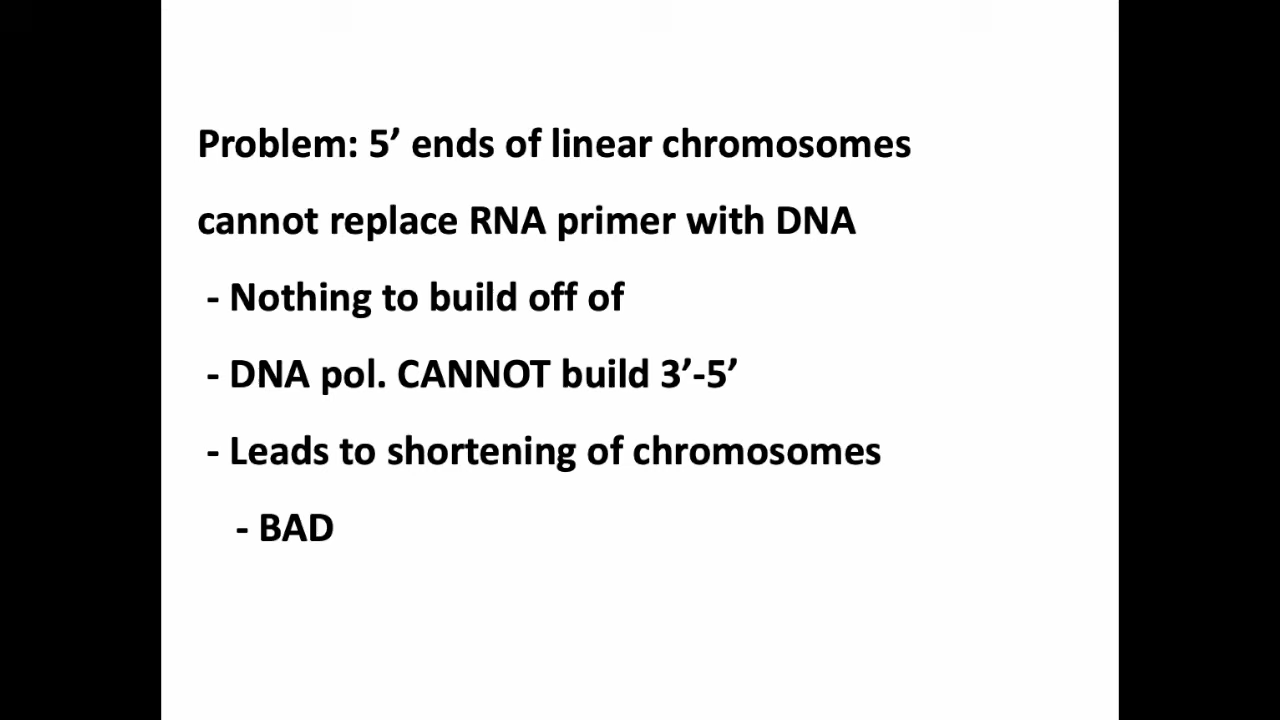 Problem: 5’ ends of linear chromosomes
cannot replace RNA primer with DNA
- Nothing to build off of
- DNA pol. CANNOT build 3’-5’
- Leads to shortening of chromosomes
- BAD